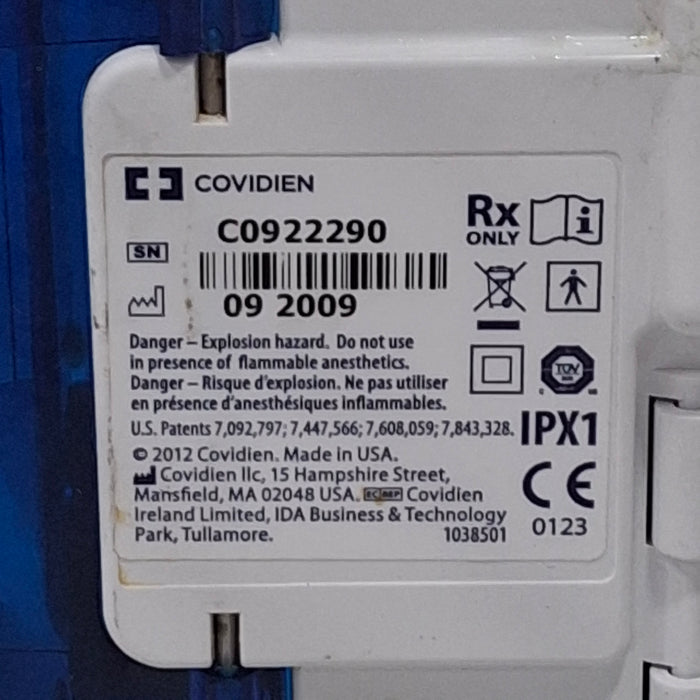 COVIDIEN
Rx ONLY
C0922290
SN
09 2009
Danger – Explosion hazard. Do not use
in presence of flammable anesthetics.
Danger – Risque d'explosion. Ne pas utiliser
en présence d'anesthésiques inflammables.
TÜV
U.S. Patents 7,092,797; 7,447,566; 7,608,059; 7,843,328.
IPX1
© 2012 Covidien. Made in USA.
Covidien llc, 15 Hampshire Street,
Mansfield, MA 02048 USA. EC REP Covidien
Ireland Limited, IDA Business & Technology
Park, Tullamore.
1038501
CE
0123